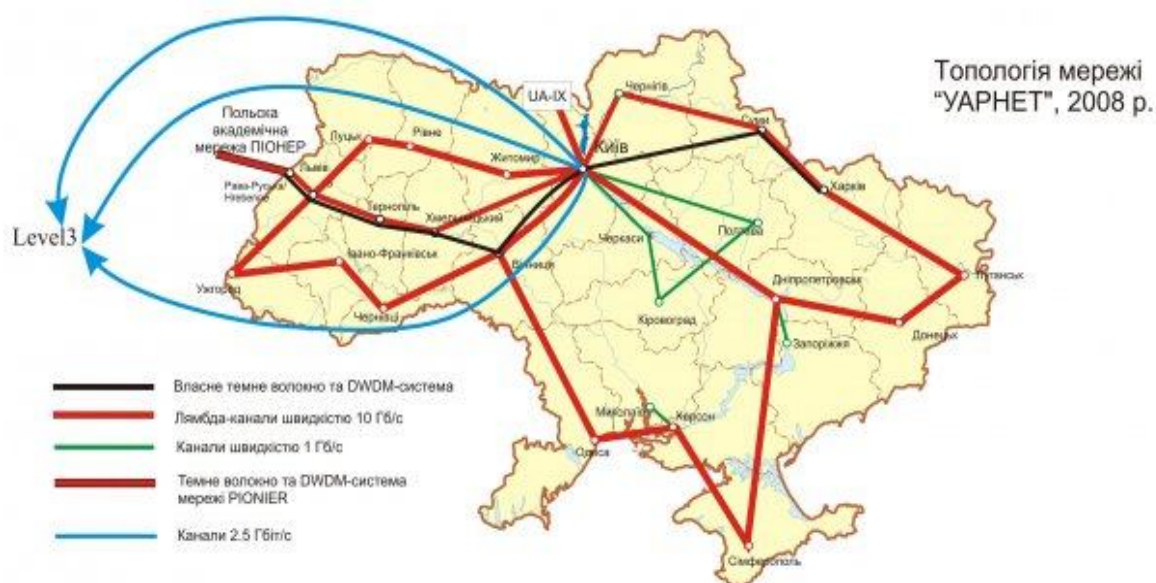 Топологія мережі
"УАРНЕТ", 2008 р.
UA-IX
Чернігів
Суми
Київ
Польска
академічна
мережа ПІОНЕР
Луцьк
Рівне
Житомир
Львів
Рава-Руська/
Hrebenne
Тернопіль
Хмельницький
Харків
Level3
Черкаси
Полтава
Івано-Франківськ
Вінниця
Ужгород
Чернівці
Луганськ
Дніпропетровськ
Кіровоград
Донецьк
Запоріжжя
Миколаїв
Херсон
Одеса
Сімферополь
Власне темне волокно та DWDM-система
Лямбда-канали швидкістю 10 Гб/с
Канали швидкістю 1 Гб/с
Темне волокно та DWDM-система
мережі PIONIER
Канали 2.5 Гбіт/с